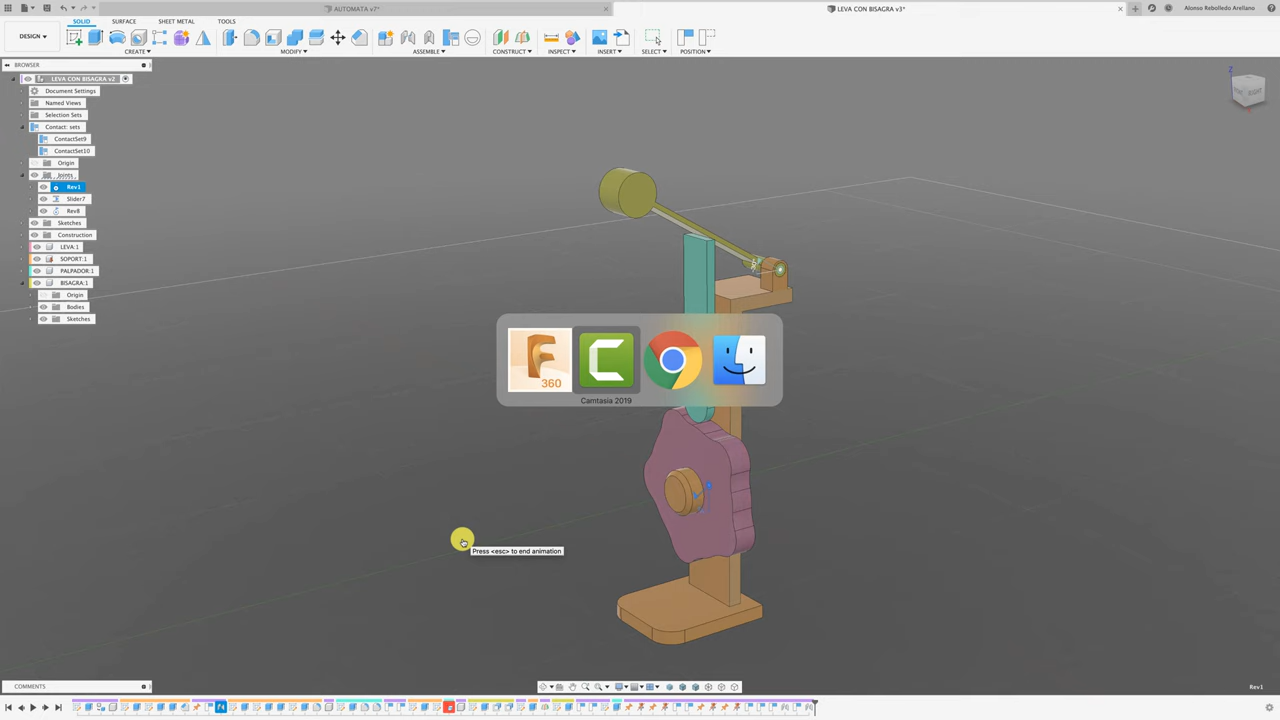 AUTOMATA v7*
LEVA CON BISAGRA v3*
Alonso Rebolledo Arellano
DESIGN
SOLID
SURFACE
SHEET METAL
TOOLS
CREATE
MODIFY
ASSEMBLE
CONSTRUCT
INSPECT
INSERT
SELECT
POSITION
BROWSER
LEVA CON BISAGRA v2
Document Settings
Named Views
Selection Sets
Contact: sets
ContactSet9
ContactSet10
Origin
Joints
Rev1
Slider7
Rev8
Sketches
Construction
LEVA:1
SOPORT:1
PALPADOR:1
BISAGRA:1
Origin
Bodies
Sketches
Z
RIGHT
360
Camtasia 2019
Press <esc> to end animation
COMMENTS
Rev1